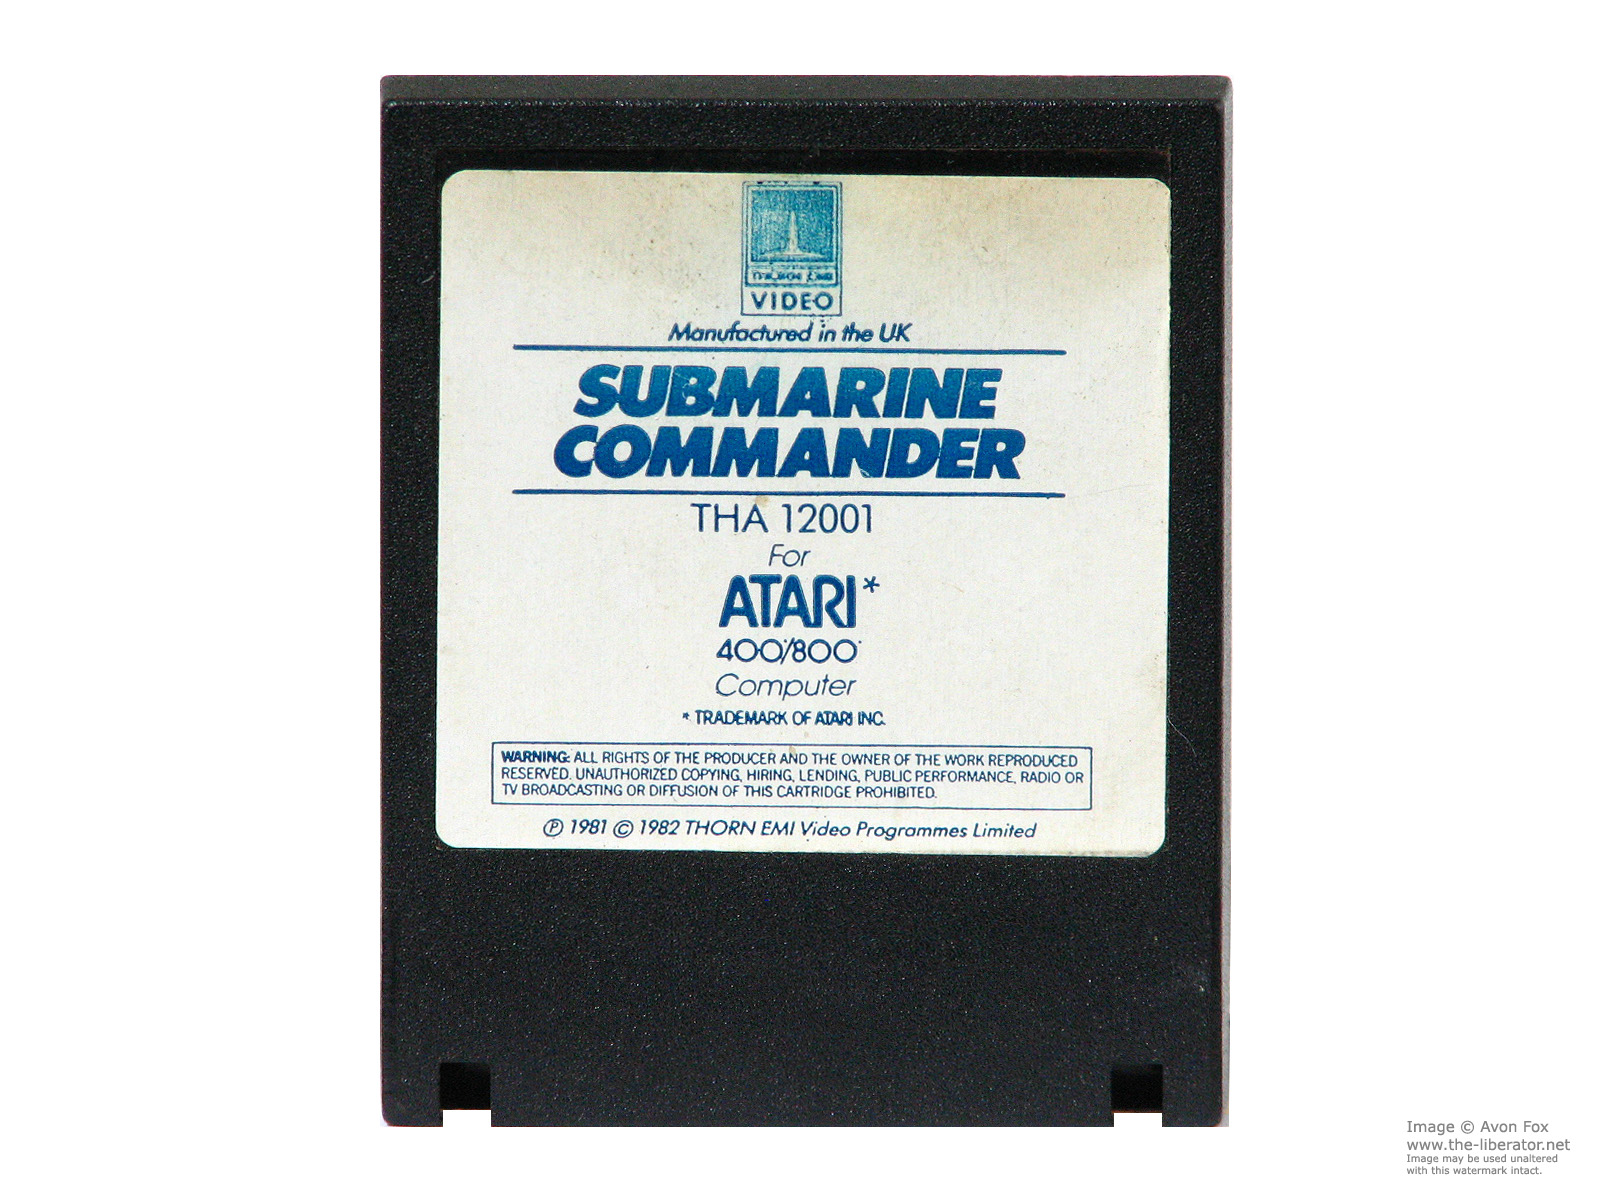 THORN EMI
VIDEO
Manufactured in the UK
SUBMARINE
COMMANDER
THA 12001
For
ATARI*
400/800
Computer
* TRADEMARK OF ATARI INC.
WARNING: ALL RIGHTS OF THE PRODUCER AND THE OWNER OF THE WORK REPRODUCED
RESERVED. UNAUTHORIZED COPYING, HIRING, LENDING, PUBLIC PERFORMANCE, RADIO OR
TV BROADCASTING OR DIFFUSION OF THIS CARTRIDGE PROHIBITED.
Ⓟ 1981 © 1982 THORN EMI Video Programmes Limited
Image © Avon Fox
www.the-liberator.net
Image may be used unaltered
with this watermark intact.